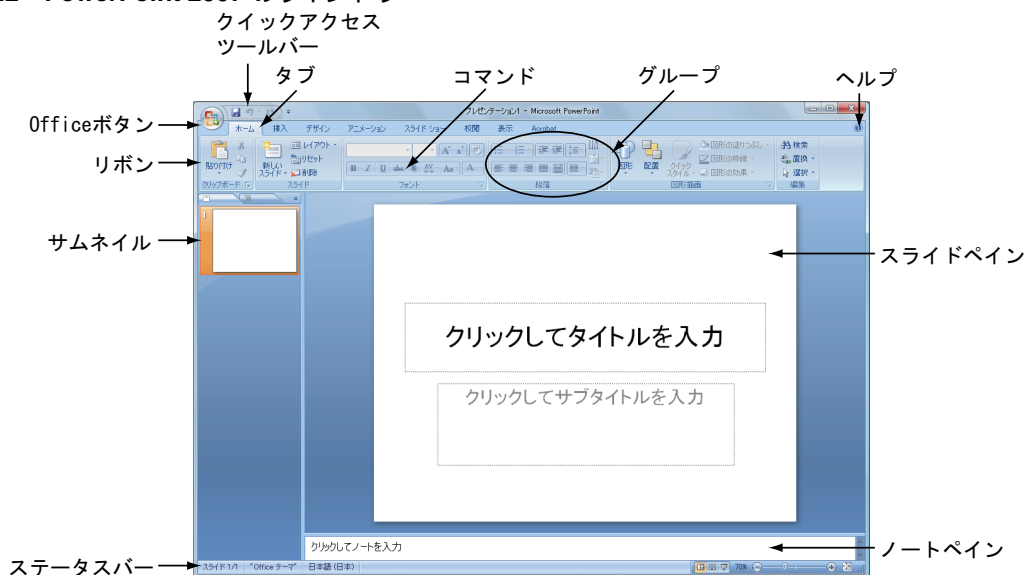 クイックアクセス
ツールバー
タブ
コマンド
グループ
ヘルプ
プレゼンテーション1 - Microsoft PowerPoint
Officeボタン
ホーム 挿入 デザイン アニメーション スライド ショー 校閲 表示 Acrobat
リボン
貼り付け
新しい
スライド
レイアウト
リセット
削除
B I U abc S AV Aa A
図形
配置
クイック
スタイル
図形の塗りつぶし
図形の枠線
図形の効果
検索
置換
選択
クリップボード スライド フォント 段落 図形描画 編集
1
サムネイル
スライドペイン
クリックしてタイトルを入力
クリックしてサブタイトルを入力
クリックしてノートを入力
ノートペイン
ステータスバー
スライド 1/1 "Office テーマ" 日本語 (日本) 70%